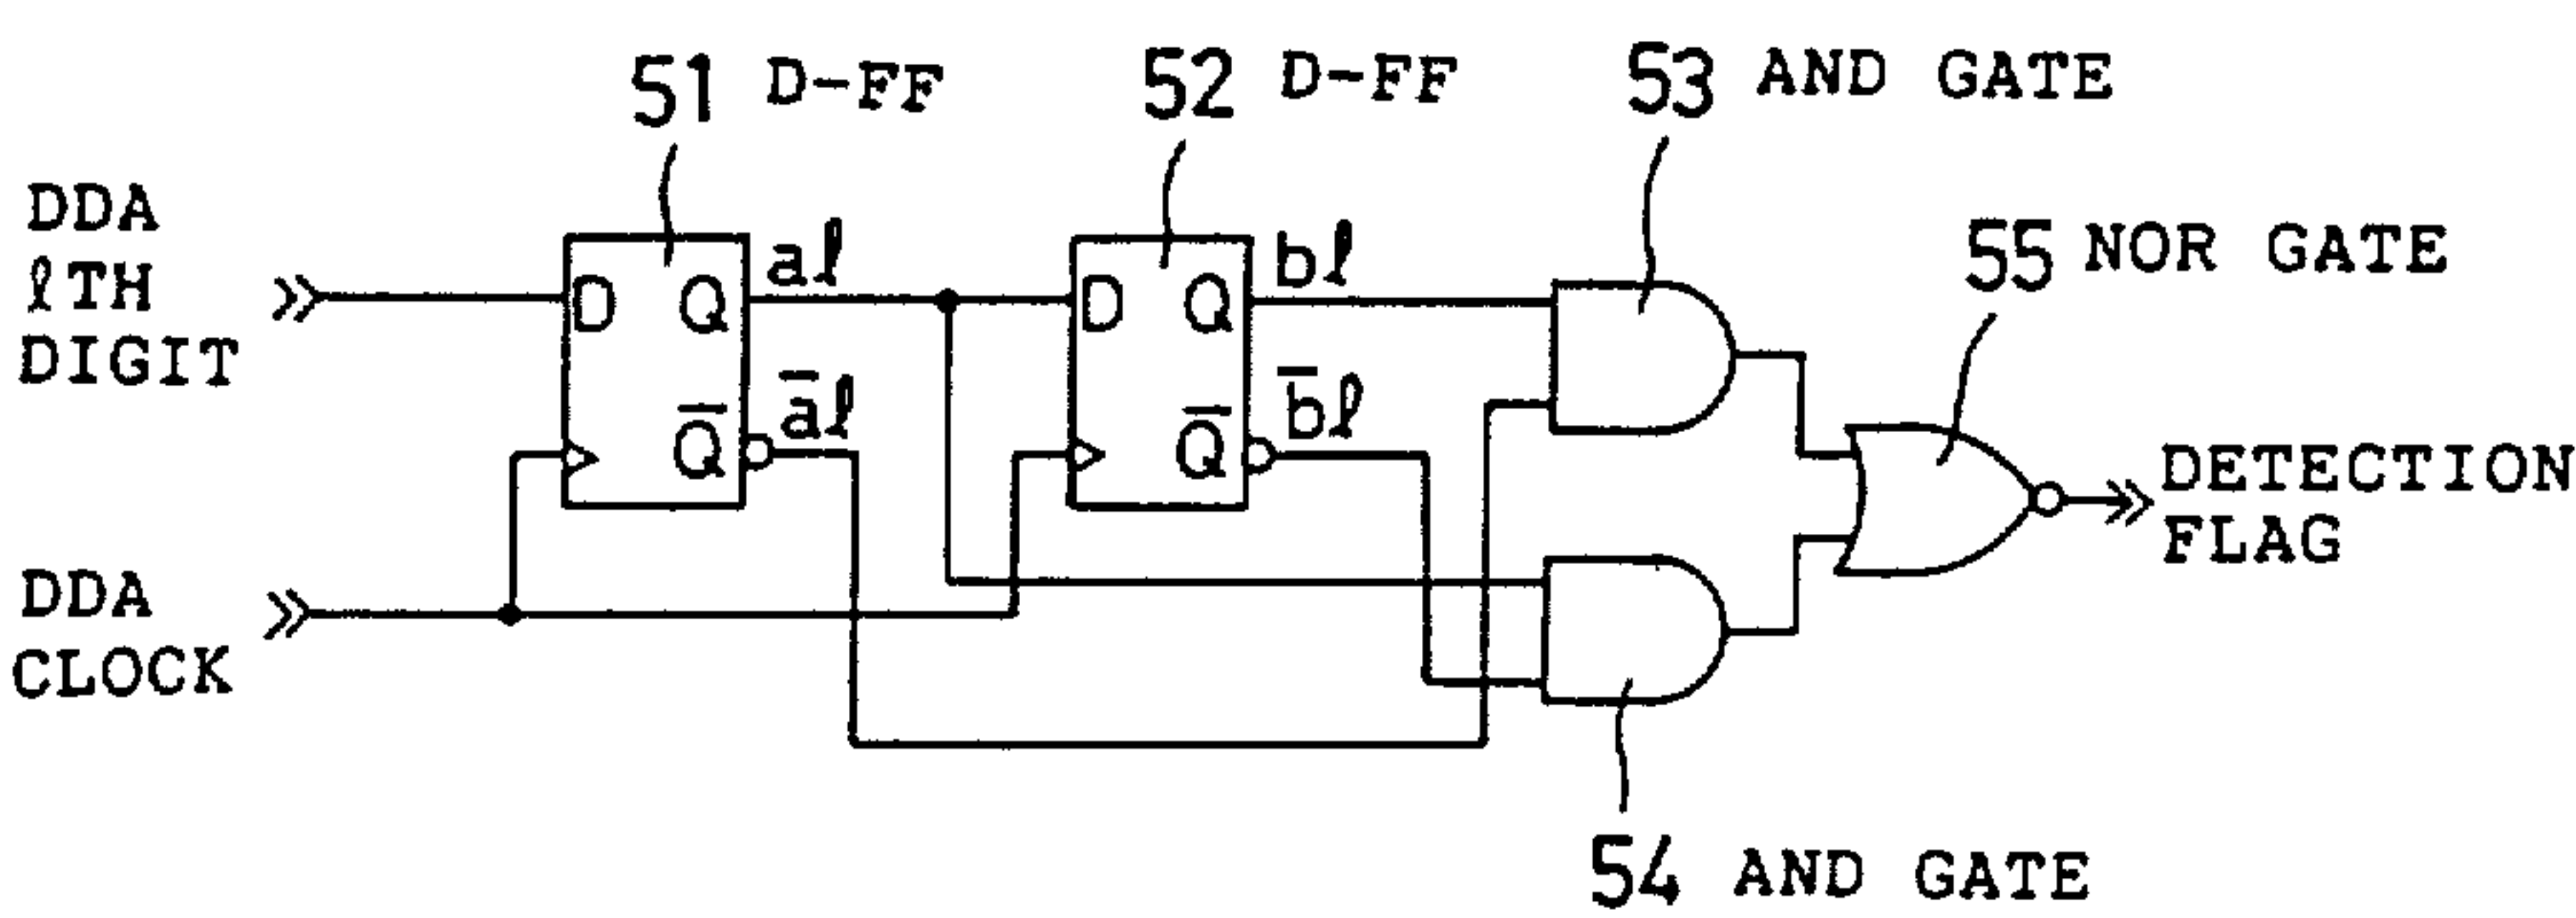 51 D-FF
52 D-FF
53 AND GATE
55 NOR GATE
DDA
ℓTH
DIGIT
D Q
aℓ
Q̅
a̅ℓ
D Q
bℓ
Q̅
b̅ℓ
DETECTION
FLAG
DDA
CLOCK
54 AND GATE